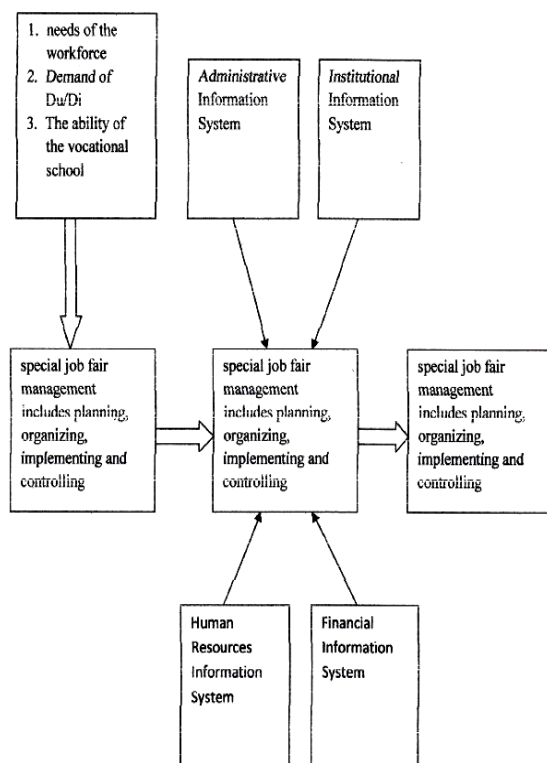 1. needs of the
workforce
2. Demand of
Du/Di
3. The ability of
the vocational
school
Administrative
Information
System
Institutional
Information
System
special job fair
management
includes planning,
organizing,
implementing and
controlling
special job fair
management
includes planning,
organizing,
implementing and
controlling
special job fair
management
includes planning,
organizing,
implementing and
controlling
Human
Resources
Information
System
Financial
Information
System